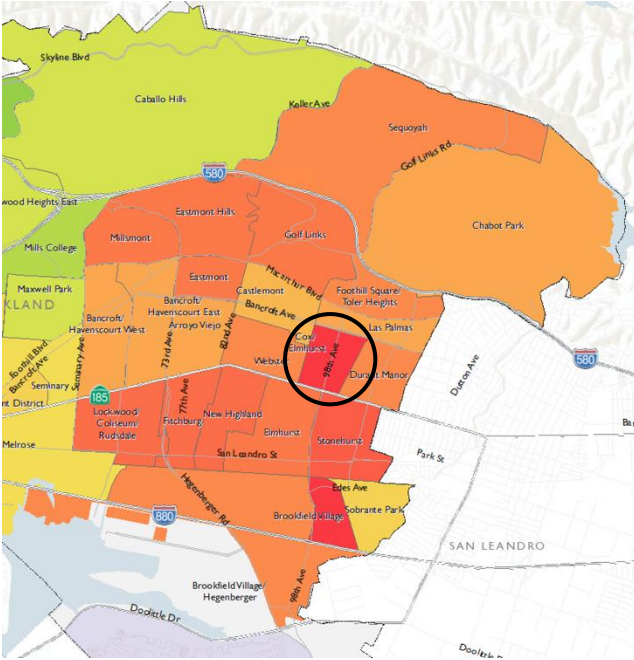 Skyline Blvd
Caballo Hills
Keller Ave
Sequoyah
Golf Links Rd
580
wood Heights East
Eastmont Hills
Chabot Park
Millsmont
Golf Links
Mills College
Eastmont
Macarthur Blvd
Maxwell Park
Castlemont
Foothill Square/
Toler Heights
KLAND
Bancroft/
Havenscourt East
Bancroft Ave
Bancroft/
Havenscourt West
Arroyo Viejo
82nd Ave
Las Palmas
Cox/
Elmhurst
98th Ave
73rd Ave
Seminary Ave
Foothill Blvd
Bancroft Ave
Webster
Durant Manor
Dutton Ave
580
Seminary
185
nt District
77th Ave
Lockwood/
Coliseum/
Rudsdale
Fitchburg
New Highland
Elmhurst
Stonehurst
Ba
Melrose
San Leandro St
Park St
Hegenberger Rd
Edes Ave
880
Brookfield Village
Sobrante Park
SAN LEANDRO
Brookfield Village/
Hegenberger
98th Ave
Doolittle Dr
Doolittle D